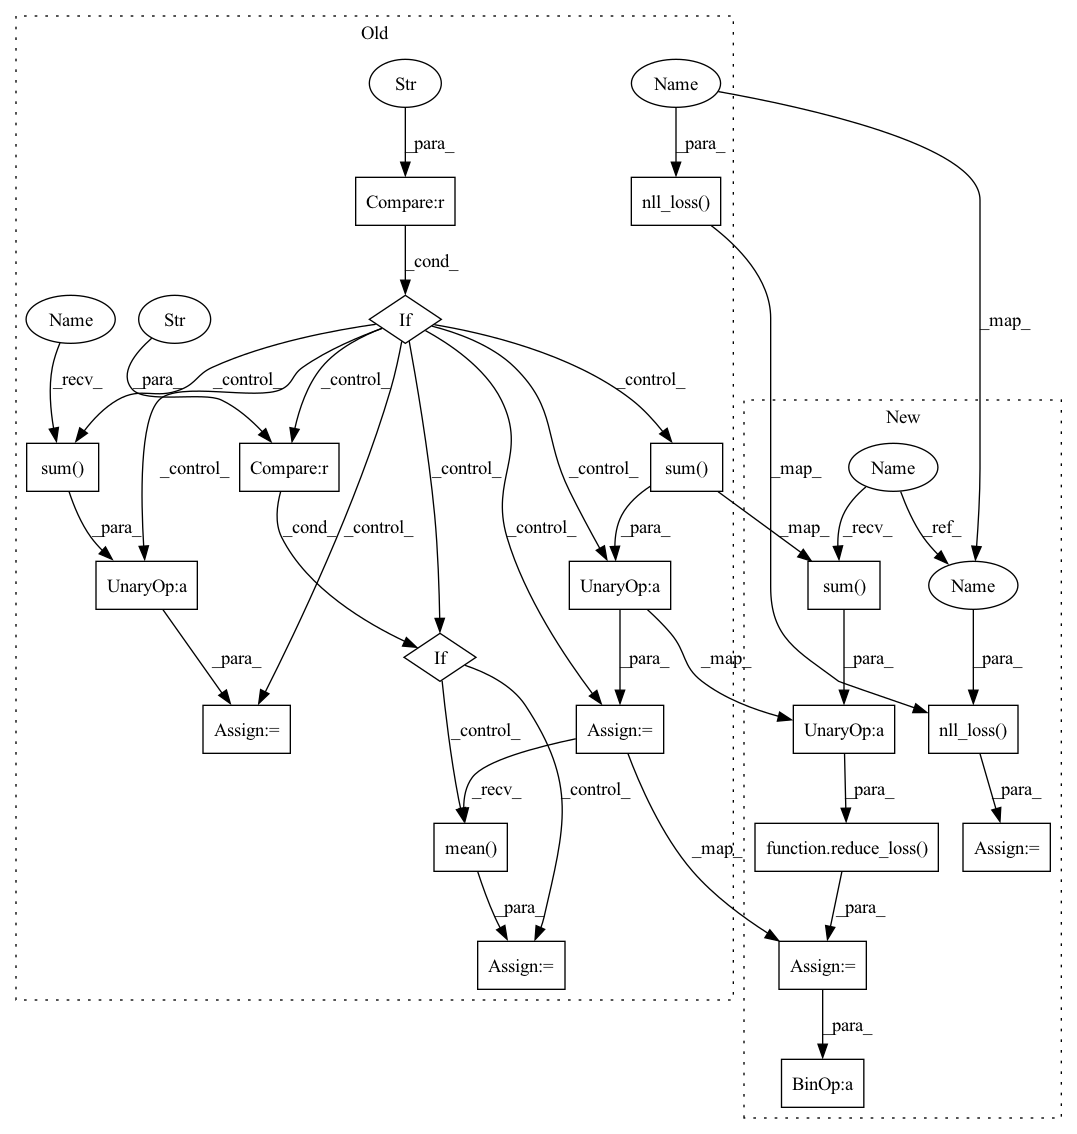 Old
Str
Name
_para_
_para_
Compare:r
nll_loss()
_cond_
Name
Str
If
_map_
_recv_
_para_
_control_
_control_
_control_
New
sum()
Compare:r
sum()
Name
_control_
_control_
_control_
_map_
_para_
_cond_
_control_
_control_
_para_
_map_
_recv_
_ref_
UnaryOp:a
UnaryOp:a
sum()
Name
_para_
If
_para_
_map_
_para_
_para_
Assign:=
Assign:=
UnaryOp:a
nll_loss()
_control_
_recv_
_control_
_para_
_para_
mean()
_map_
function.reduce_loss()
Assign:=
_para_
_para_
Assign:=
Assign:=
_para_
BinOp:a